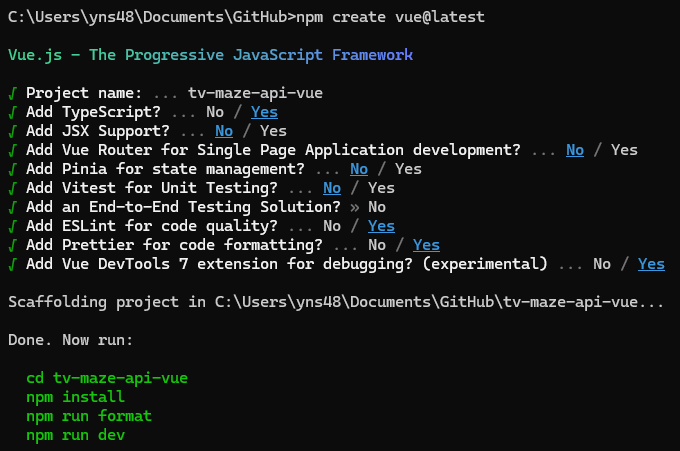 C:\Users\yns48\Documents\GitHub>npm create vue@latest
Vue.js - The Progressive JavaScript Framework
√ Project name: ... tv-maze-api-vue
√ Add TypeScript? ... No / Yes
√ Add JSX Support? ... No / Yes
√ Add Vue Router for Single Page Application development? ... No / Yes
√ Add Pinia for state management? ... No / Yes
√ Add Vitest for Unit Testing? ... No / Yes
√ Add an End-to-End Testing Solution? » No
√ Add ESLint for code quality? ... No / Yes
√ Add Prettier for code formatting? ... No / Yes
√ Add Vue DevTools 7 extension for debugging? (experimental) ... No / Yes
Scaffolding project in C:\Users\yns48\Documents\GitHub\tv-maze-api-vue...
Done. Now run:
cd tv-maze-api-vue
npm install
npm run format
npm run dev